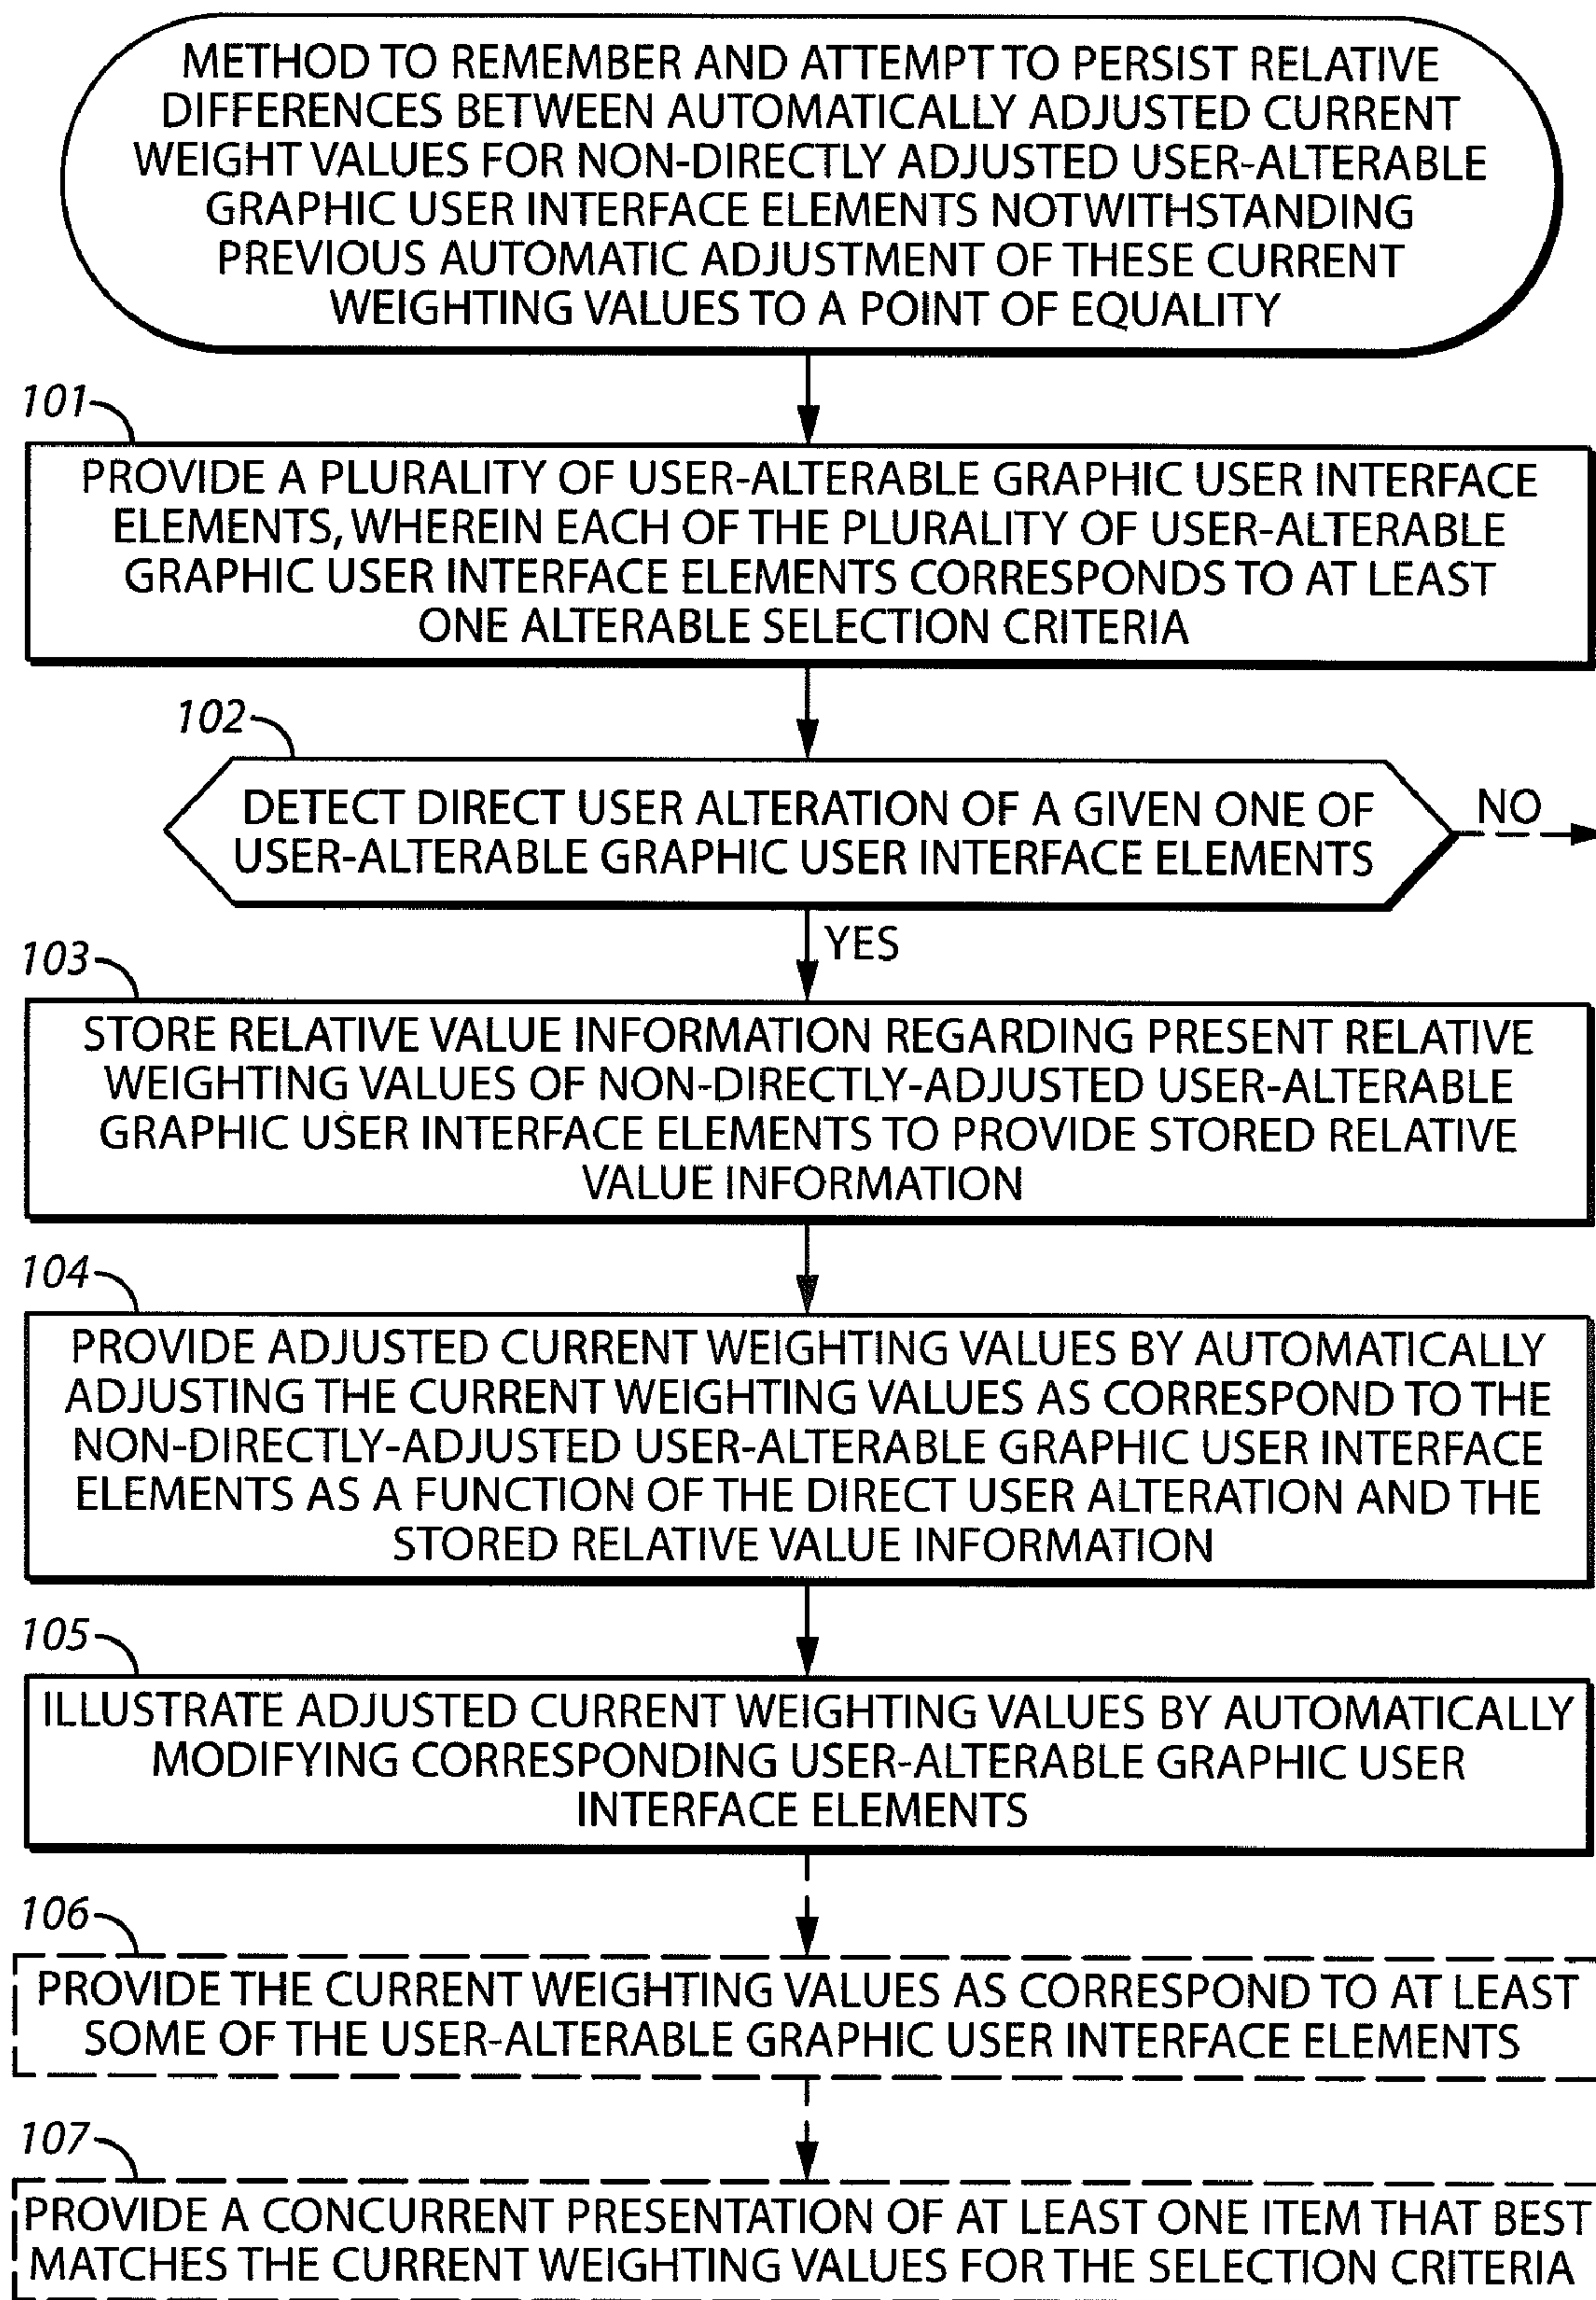 METHOD TO REMEMBER AND ATTEMPT TO PERSIST RELATIVE
DIFFERENCES BETWEEN AUTOMATICALLY ADJUSTED CURRENT
WEIGHT VALUES FOR NON-DIRECTLY ADJUSTED USER-ALTERABLE
GRAPHIC USER INTERFACE ELEMENTS NOTWITHSTANDING
PREVIOUS AUTOMATIC ADJUSTMENT OF THESE CURRENT
WEIGHTING VALUES TO A POINT OF EQUALITY
101
PROVIDE A PLURALITY OF USER-ALTERABLE GRAPHIC USER INTERFACE
ELEMENTS, WHEREIN EACH OF THE PLURALITY OF USER-ALTERABLE
GRAPHIC USER INTERFACE ELEMENTS CORRESPONDS TO AT LEAST
ONE ALTERABLE SELECTION CRITERIA
102
DETECT DIRECT USER ALTERATION OF A GIVEN ONE OF
USER-ALTERABLE GRAPHIC USER INTERFACE ELEMENTS
NO
YES
103
STORE RELATIVE VALUE INFORMATION REGARDING PRESENT RELATIVE
WEIGHTING VALUES OF NON-DIRECTLY-ADJUSTED USER-ALTERABLE
GRAPHIC USER INTERFACE ELEMENTS TO PROVIDE STORED RELATIVE
VALUE INFORMATION
104
PROVIDE ADJUSTED CURRENT WEIGHTING VALUES BY AUTOMATICALLY
ADJUSTING THE CURRENT WEIGHTING VALUES AS CORRESPOND TO THE
NON-DIRECTLY-ADJUSTED USER-ALTERABLE GRAPHIC USER INTERFACE
ELEMENTS AS A FUNCTION OF THE DIRECT USER ALTERATION AND THE
STORED RELATIVE VALUE INFORMATION
105
ILLUSTRATE ADJUSTED CURRENT WEIGHTING VALUES BY AUTOMATICALLY
MODIFYING CORRESPONDING USER-ALTERABLE GRAPHIC USER
INTERFACE ELEMENTS
106
PROVIDE THE CURRENT WEIGHTING VALUES AS CORRESPOND TO AT LEAST
SOME OF THE USER-ALTERABLE GRAPHIC USER INTERFACE ELEMENTS
107
PROVIDE A CONCURRENT PRESENTATION OF AT LEAST ONE ITEM THAT BEST
MATCHES THE CURRENT WEIGHTING VALUES FOR THE SELECTION CRITERIA